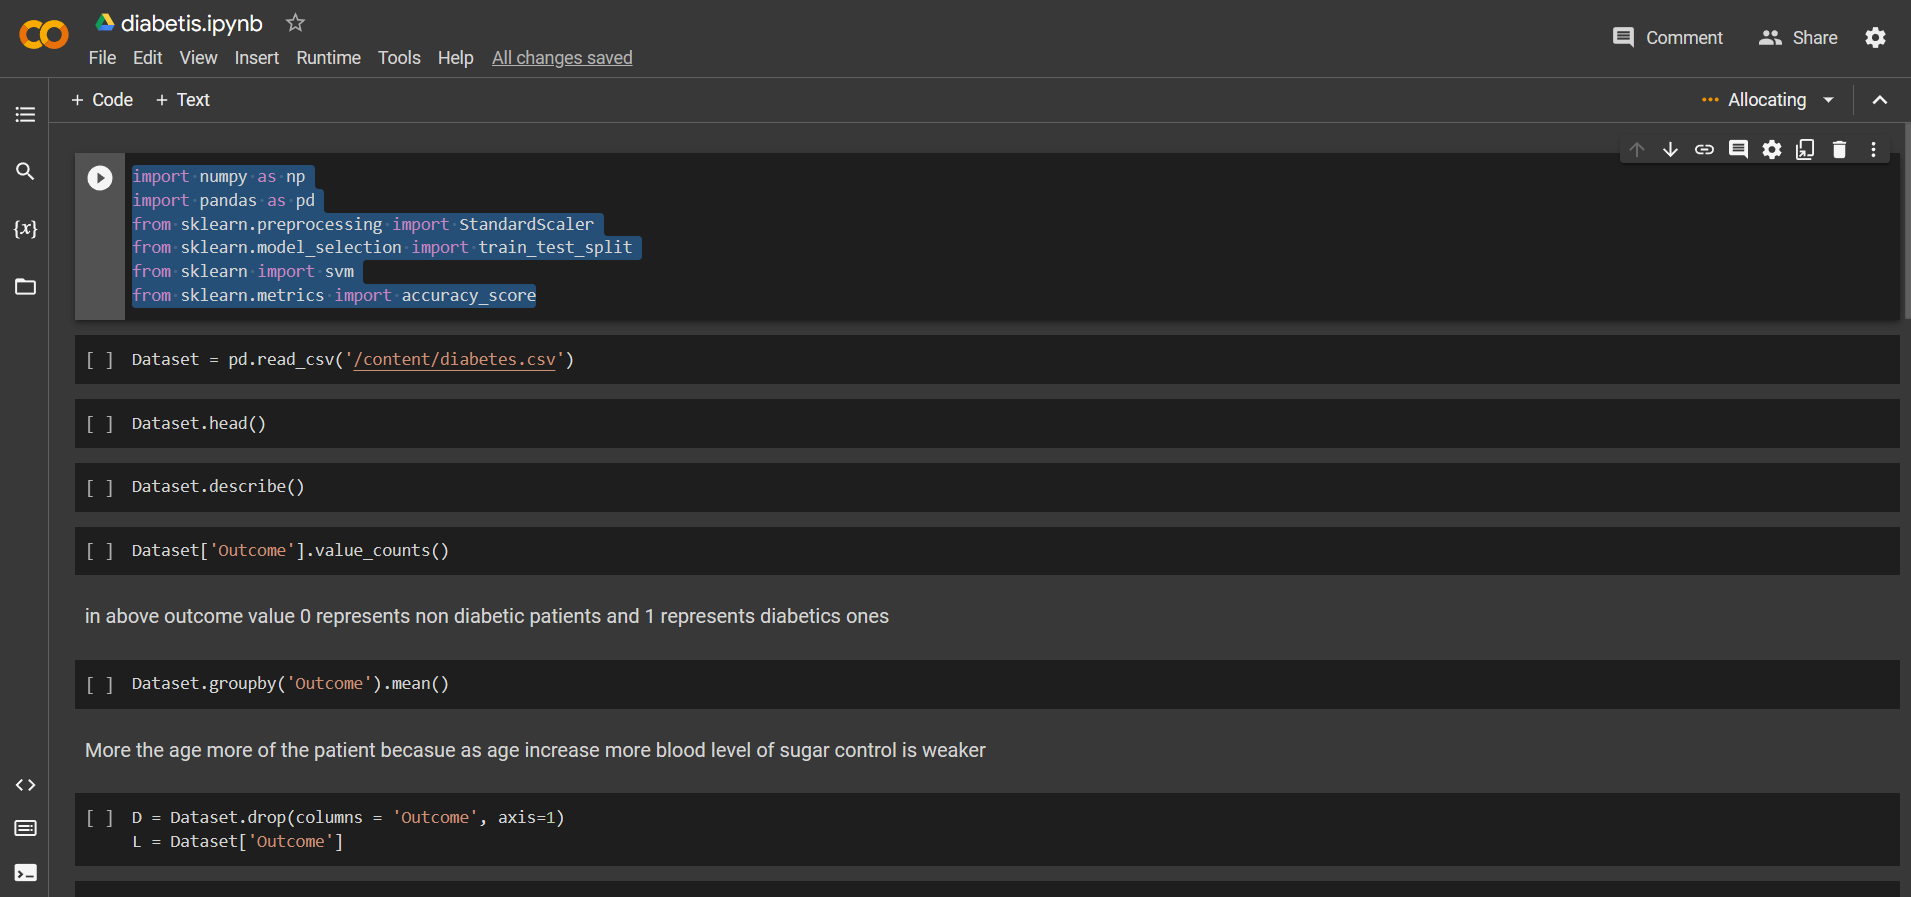 diabetis.ipynb
File Edit View Insert Runtime Tools Help All changes saved
Comment Share
+ Code + Text
Allocating
import numpy as np
import pandas as pd
from sklearn.preprocessing import StandardScaler
from sklearn.model_selection import train_test_split
from sklearn import svm
from sklearn.metrics import accuracy_score
[ ] Dataset = pd.read_csv('/content/diabetes.csv')
[ ] Dataset.head()
[ ] Dataset.describe()
[ ] Dataset['Outcome'].value_counts()
in above outcome value 0 represents non diabetic patients and 1 represents diabetics ones
[ ] Dataset.groupby('Outcome').mean()
More the age more of the patient becasue as age increase more blood level of sugar control is weaker
[ ] D = Dataset.drop(columns = 'Outcome', axis=1)
L = Dataset['Outcome']